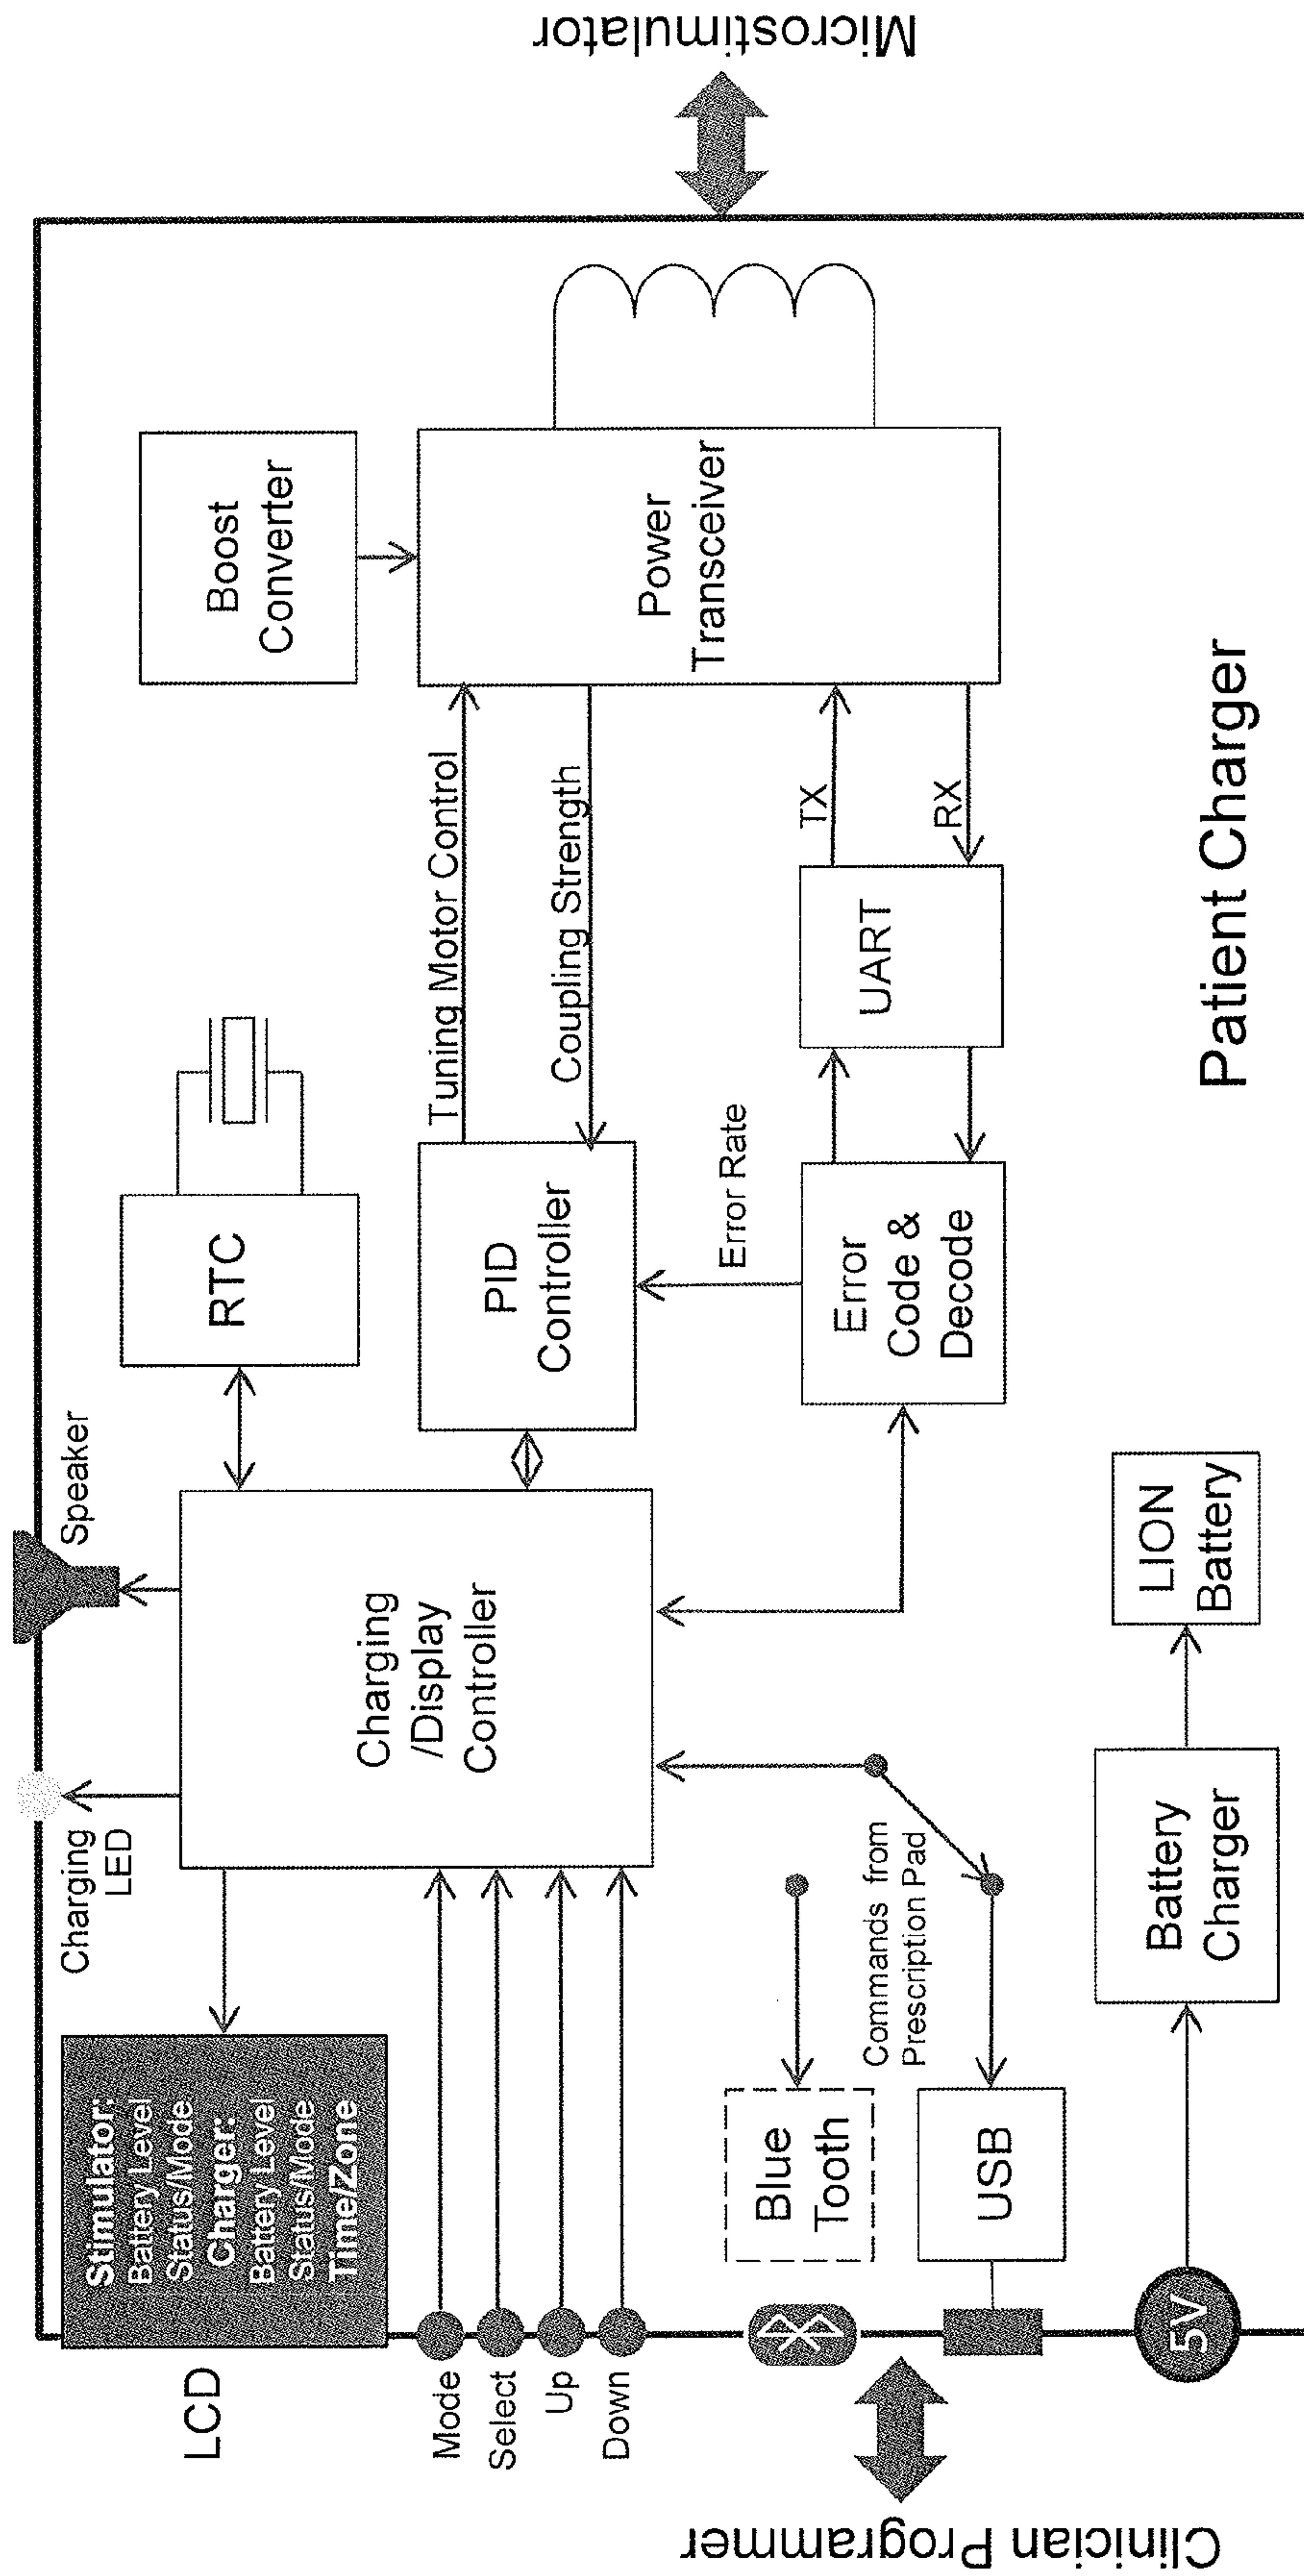 Microstimulator
Boost
Converter
Power
Transceiver
Tuning Motor Control
Coupling Strength
TX
RX
UART
Patient Charger
RTC
PID
Controller
Error Rate
Error
Code &
Decode
Speaker
Charging
/Display
Controller
LION
Battery
Charging
LED
Commands from
Prescription Pad
Battery
Charger
Stimulator:
Battery Level
Status/Mode
Charger:
Battery Level
Status/Mode
Time/Zone
Blue
Tooth
USB
5V
LCD
Mode
Select
Up
Down
Clinician Programmer